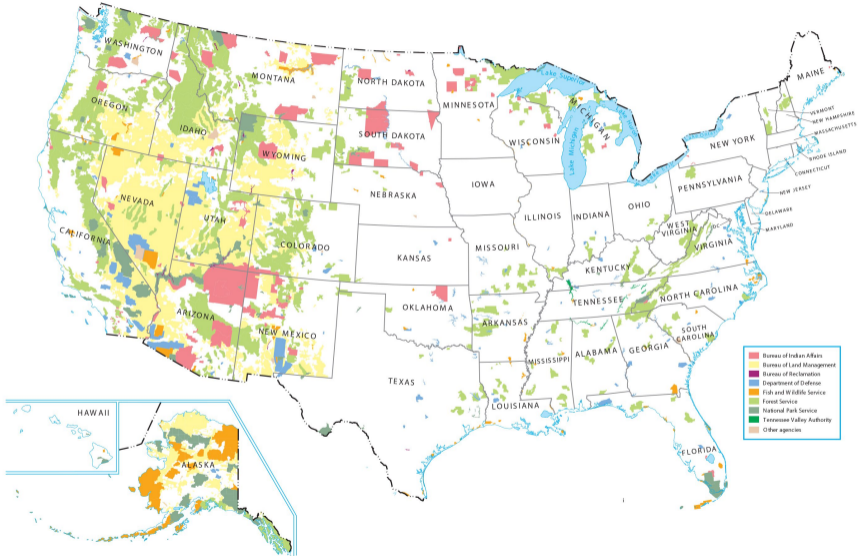 WASHINGTON
MONTANA
NORTH DAKOTA
MINNESOTA
Lake Superior
MICHIGAN
MAINE
OREGON
IDAHO
SOUTH DAKOTA
WISCONSIN
Lake Michigan
VERMONT
NEW HAMPSHIRE
MASSACHUSETTS
NEW YORK
RHODE ISLAND
CONNECTICUT
WYOMING
IOWA
PENNSYLVANIA
NEW JERSEY
NEVADA
NEBRASKA
OHIO
DELAWARE
UTAH
ILLINOIS
INDIANA
MARYLAND
CALIFORNIA
COLORADO
KANSAS
MISSOURI
WEST
VIRGINIA
DC
VIRGINIA
KENTUCKY
ARIZONA
NEW MEXICO
OKLAHOMA
ARKANSAS
TENNESSEE
NORTH CAROLINA
SOUTH
CAROLINA
TEXAS
MISSISSIPPI
ALABAMA
GEORGIA
LOUISIANA
FLORIDA
HAWAII
ALASKA
Bureau of Indian Affairs
Bureau of Land Management
Bureau of Reclamation
Department of Defense
Fish and Wildlife Service
Forest Service
National Park Service
Tennessee Valley Authority
Other agencies